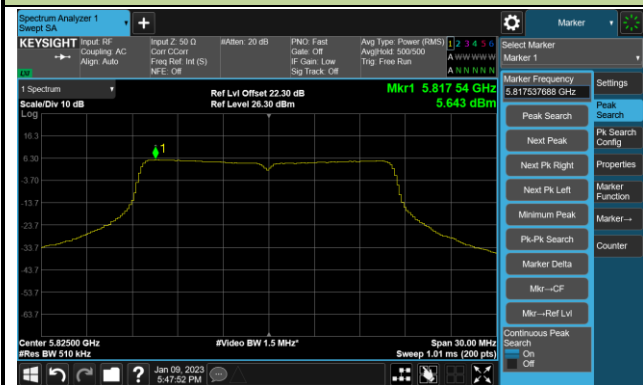 Spectrum Analyzer 1
Swept SA
+
Marker
KEYSIGHT
Input: RF
Coupling: AC
Align: Auto
Input Z: 50 Ω
Corr CCorr
Freq Ref: Int (S)
NFE: Off
#Atten: 20 dB
PNO: Fast
Gate: Off
IF Gain: Low
Sig Track: Off
Avg Type: Power (RMS)
Avg|Hold: 500/500
Trig: Free Run
1 2 3 4 5 6
A W W W W W
A N N N N N
Select Marker
Marker 1
1 Spectrum
Scale/Div 10 dB
Log
Ref Lvl Offset 22.30 dB
Ref Level 26.30 dBm
Mkr1 5.817 54 GHz
5.643 dBm
1
16.3
6.30
-3.70
-13.7
-23.7
-33.7
-43.7
-53.7
-63.7
Center 5.82500 GHz
#Res BW 510 kHz
#Video BW 1.5 MHz*
Span 30.00 MHz
Sweep 1.01 ms (200 pts)
Marker Frequency
5.817537688 GHz
Peak Search
Next Peak
Next Pk Right
Next Pk Left
Minimum Peak
Pk-Pk Search
Marker Delta
Mkr→CF
Mkr→Ref Lvl
Continuous Peak
Search
On
Off
Settings
Peak
Search
Pk Search
Config
Properties
Marker
Function
Marker→
Counter
?
Jan 09, 2023
5:47:52 PM